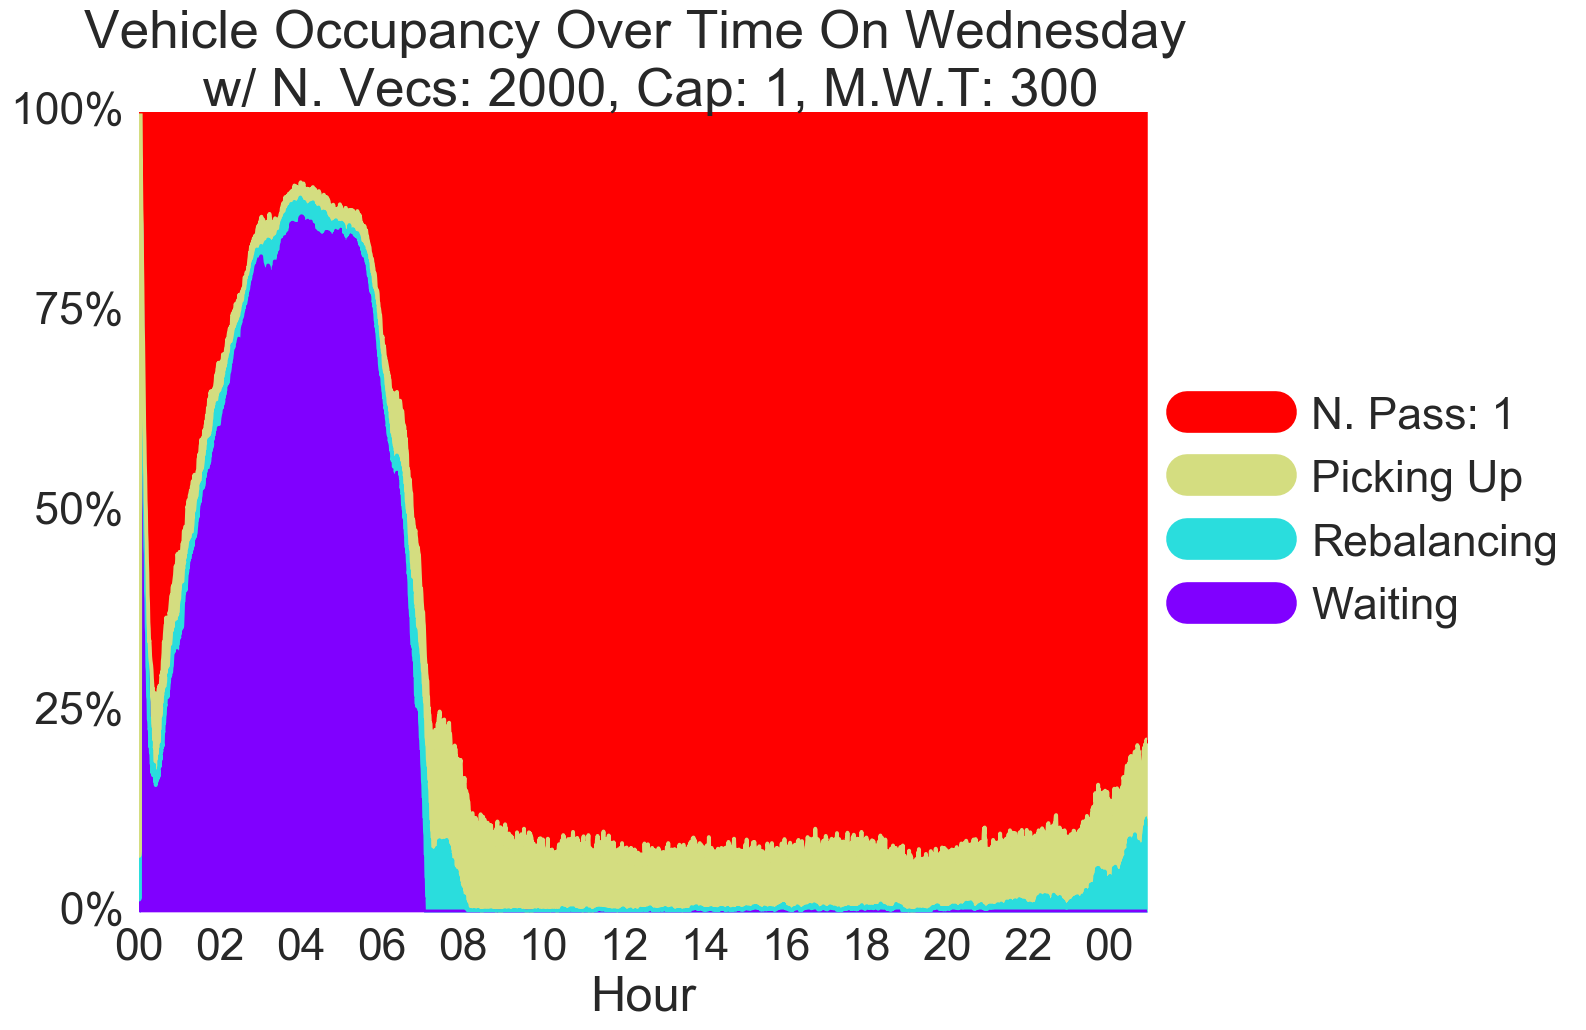 Vehicle Occupancy Over Time On Wednesday
w/ N. Vecs: 2000, Cap: 1, M.W.T: 300
100%
75%
50%
25%
0%
00 02 04 06 08 10 12 14 16 18 20 22 00
Hour
N. Pass: 1
Picking Up
Rebalancing
Waiting